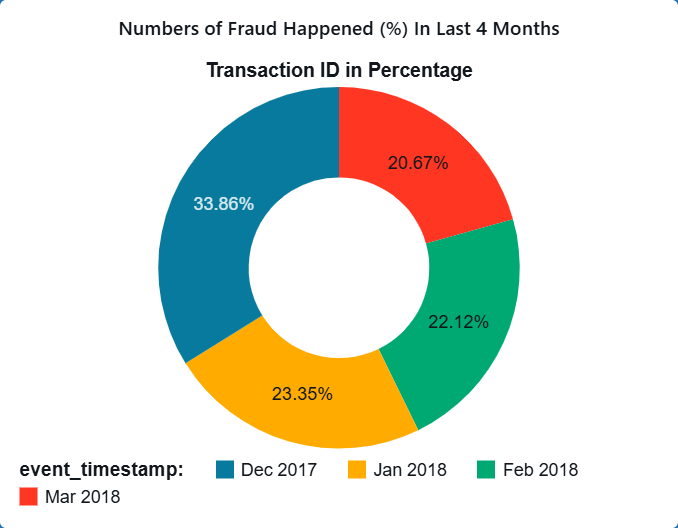 Numbers of Fraud Happened (%) In Last 4 Months
Transaction ID in Percentage
20.67%
33.86%
22.12%
23.35%
event_timestamp: Dec 2017 Jan 2018 Feb 2018
Mar 2018